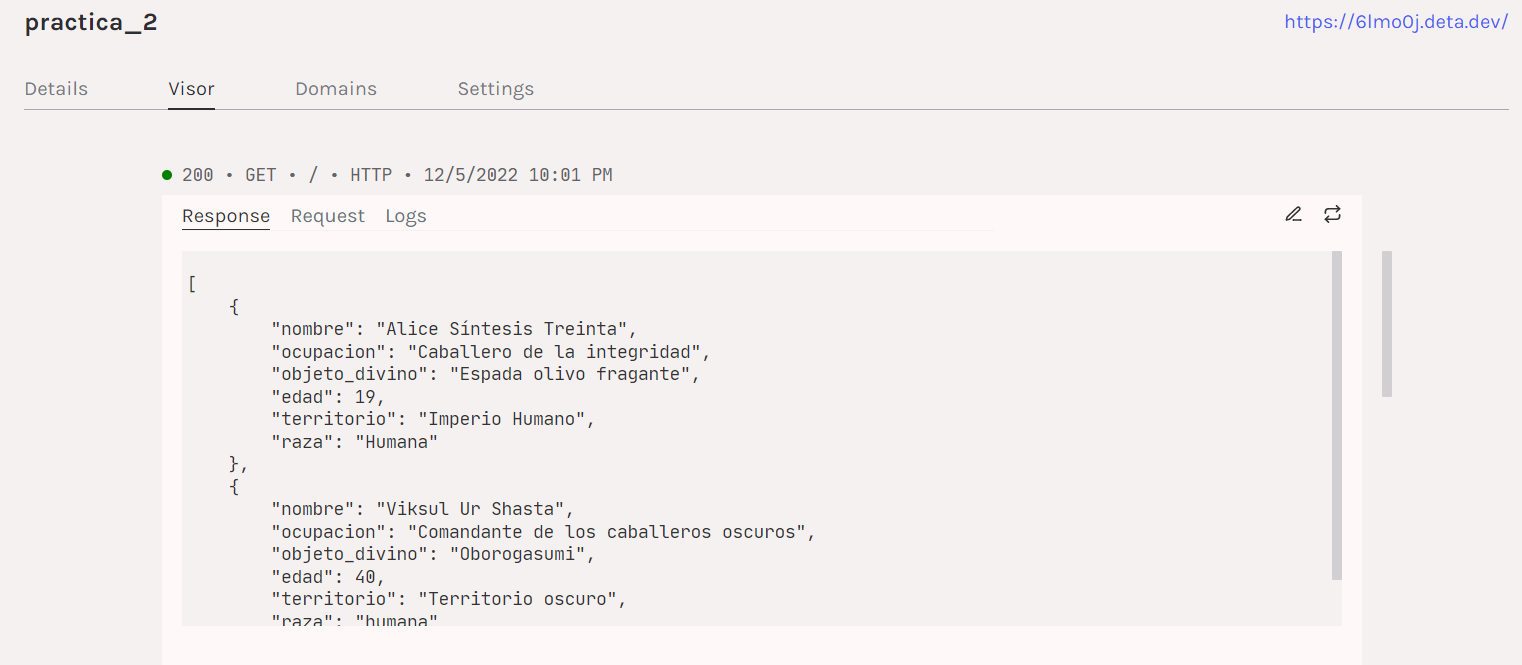 practica_2
https://6lmo0j.deta.dev/
Details Visor Domains Settings
200 • GET • / • HTTP • 12/5/2022 10:01 PM
Response Request Logs
[
    {
        "nombre": "Alice Síntesis Treinta",
        "ocupacion": "Caballero de la integridad",
        "objeto_divino": "Espada olivo fragante",
        "edad": 19,
        "territorio": "Imperio Humano",
        "raza": "Humana"
    },
    {
        "nombre": "Viksul Ur Shasta",
        "ocupacion": "Comandante de los caballeros oscuros",
        "objeto_divino": "Oborogasumi",
        "edad": 40,
        "territorio": "Territorio oscuro",
        "raza": "humana"